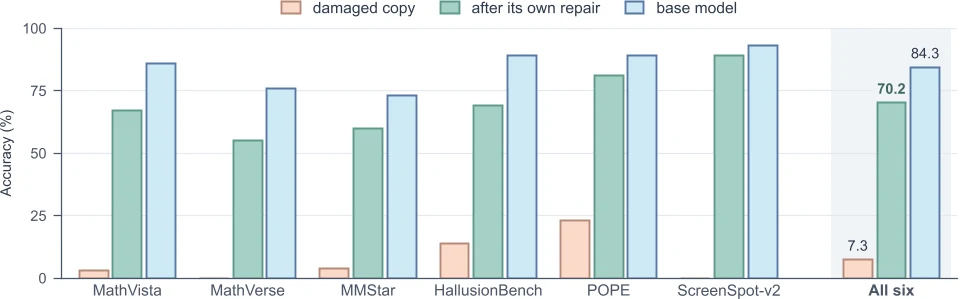 damaged copy after its own repair base model
100
75
50
25
0
Accuracy (%)
84.3
70.2
7.3
MathVista MathVerse MMStar HallusionBench POPE ScreenSpot-v2 All six